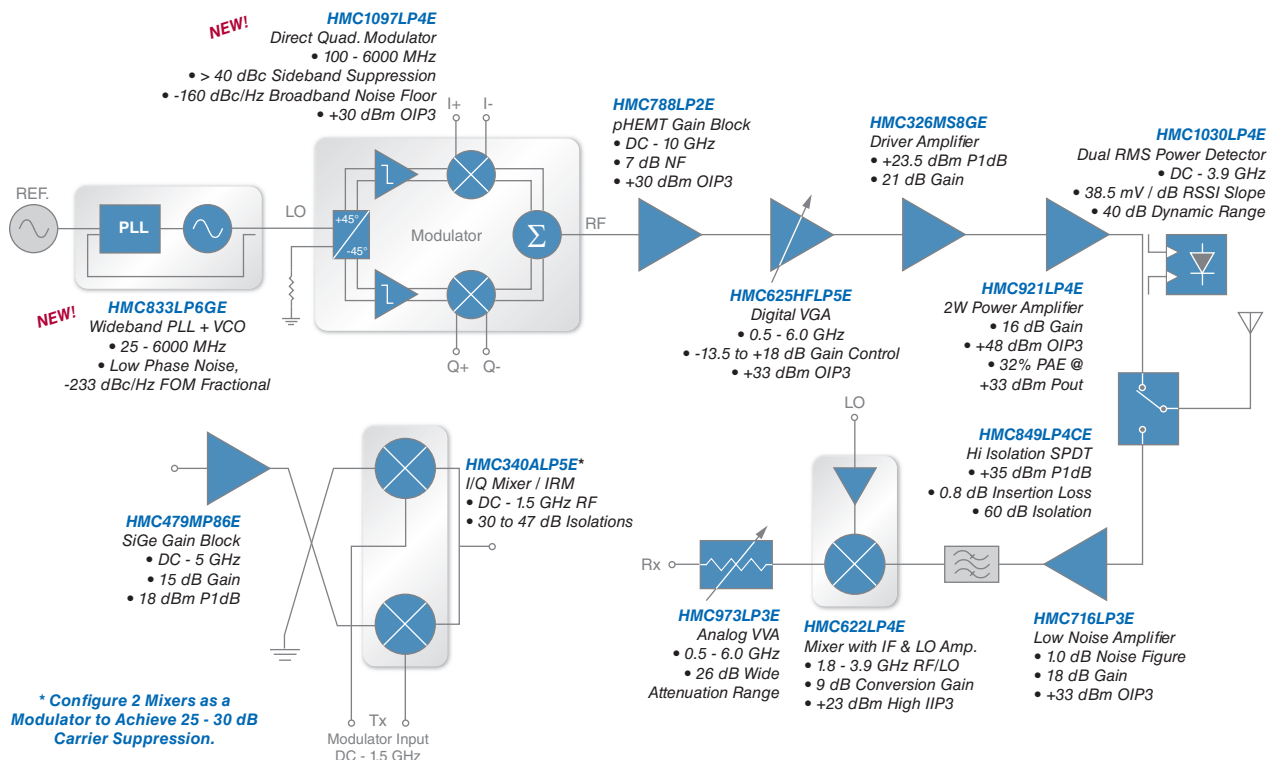 NEW!
HMC1097LP4E
Direct Quad. Modulator
• 100 - 6000 MHz
• > 40 dBc Sideband Suppression
• -160 dBc/Hz Broadband Noise Floor
• +30 dBm OIP3
I+ I-
REF.
PLL
LO
+45°
-45°
Modulator
Σ
RF
Q+ Q-
NEW!
HMC833LP6GE
Wideband PLL + VCO
• 25 - 6000 MHz
• Low Phase Noise,
-233 dBc/Hz FOM Fractional
HMC788LP2E
pHEMT Gain Block
• DC - 10 GHz
• 7 dB NF
• +30 dBm OIP3
HMC625HFLP5E
Digital VGA
• 0.5 - 6.0 GHz
• -13.5 to +18 dB Gain Control
• +33 dBm OIP3
HMC326MS8GE
Driver Amplifier
• +23.5 dBm P1dB
• 21 dB Gain
HMC921LP4E
2W Power Amplifier
• 16 dB Gain
• +48 dBm OIP3
• 32% PAE @
+33 dBm Pout
HMC1030LP4E
Dual RMS Power Detector
• DC - 3.9 GHz
• 38.5 mV / dB RSSI Slope
• 40 dB Dynamic Range
HMC849LP4CE
Hi Isolation SPDT
• +35 dBm P1dB
• 0.8 dB Insertion Loss
• 60 dB Isolation
HMC716LP3E
Low Noise Amplifier
• 1.0 dB Noise Figure
• 18 dB Gain
• +33 dBm OIP3
LO
HMC622LP4E
Mixer with IF & LO Amp.
• 1.8 - 3.9 GHz RF/LO
• 9 dB Conversion Gain
• +23 dBm High IIP3
Rx
HMC973LP3E
Analog VVA
• 0.5 - 6.0 GHz
• 26 dB Wide
Attenuation Range
HMC479MP86E
SiGe Gain Block
• DC - 5 GHz
• 15 dB Gain
• 18 dBm P1dB
HMC340ALP5E*
I/Q Mixer / IRM
• DC - 1.5 GHz RF
• 30 to 47 dB Isolations
* Configure 2 Mixers as a
Modulator to Achieve 25 - 30 dB
Carrier Suppression.
Tx
Modulator Input
DC - 1.5 GHz